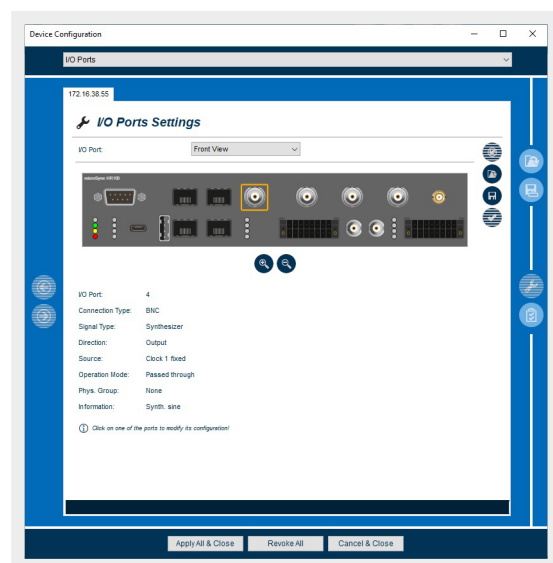 Device Configuration
I/O Ports
172.16.38.55
I/O Ports Settings
I/O Port: Front View
I/O Port: 4
Connection Type: BNC
Signal Type: Synthesizer
Direction: Output
Source: Clock 1 fixed
Operation Mode: Passed through
Phys. Group: None
Information: Synth. sine
Click on one of the ports to modify its configuration!
Apply All & Close Revoke All Cancel & Close